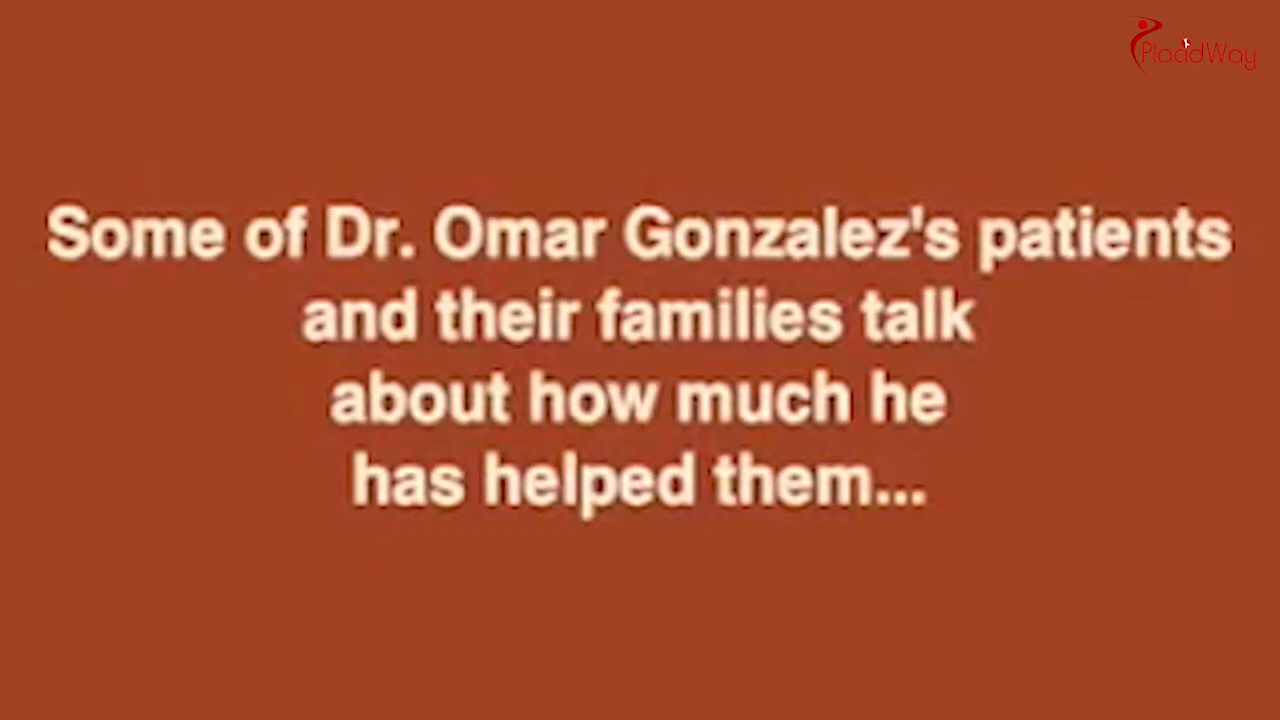 PlacidWay
Some of Dr. Omar Gonzalez's patients
and their families talk
about how much he
has helped them...